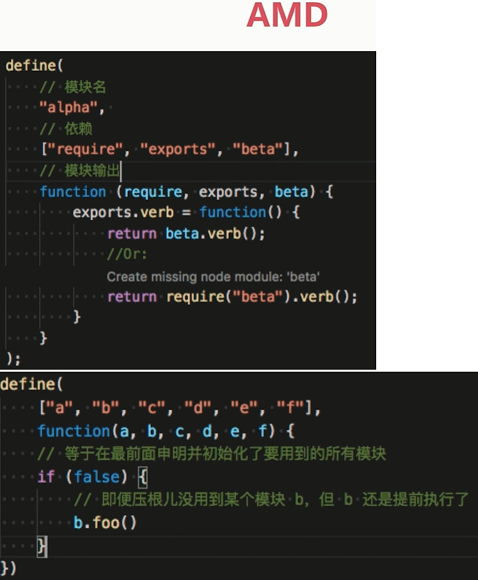 AMD
define(
// 模块名
"alpha",
// 依赖
["require", "exports", "beta"],
// 模块输出
function (require, exports, beta) {
exports.verb = function() {
return beta.verb();
//Or:
Create missing node module: 'beta'
return require("beta").verb();
}
}
);
define(
["a", "b", "c", "d", "e", "f"],
function(a, b, c, d, e, f) {
// 等于在最前面申明并初始化了要用到的所有模块
if (false) {
// 即便压根儿没用到某个模块 b，但 b 还是提前执行了
b.foo()
}
})